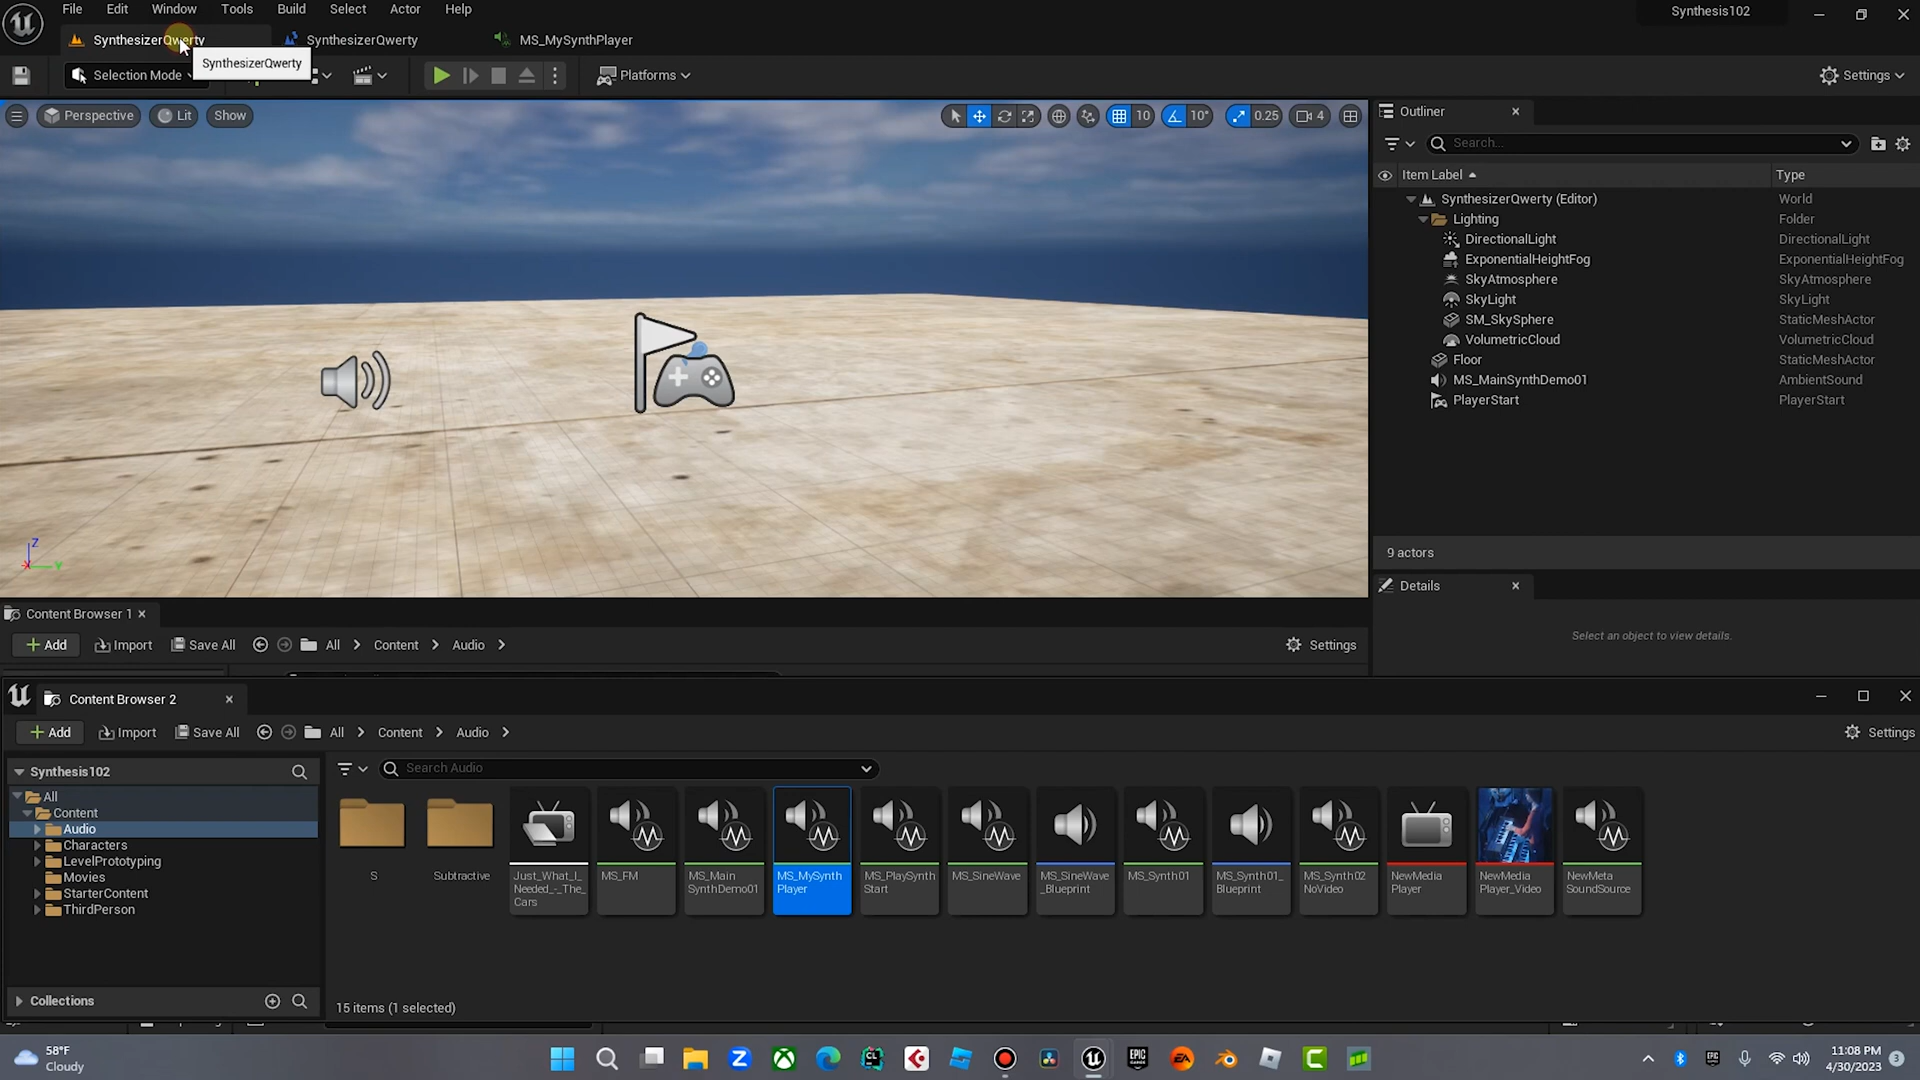 File Edit Window Tools Build Select Actor Help
Synthesis102
SynthesizerQwerty SynthesizerQwerty MS_MySynthPlayer
SynthesizerQwerty
Selection Mode Platforms Settings
Perspective Lit Show 10 10° 0.25 4
Outliner
Search...
Item Label Type
SynthesizerQwerty (Editor) World
Lighting Folder
DirectionalLight DirectionalLight
ExponentialHeightFog ExponentialHeightFog
SkyAtmosphere SkyAtmosphere
SkyLight SkyLight
SM_SkySphere StaticMeshActor
VolumetricCloud VolumetricCloud
Floor StaticMeshActor
MS_MainSynthDemo01 AmbientSound
PlayerStart PlayerStart
9 actors
Details
Select an object to view details.
Z
X Y
Content Browser 1
Add Import Save All All Content Audio Settings
Content Browser 2
Add Import Save All All Content Audio Settings
Synthesis102
Search Audio
All
Content
Audio
Characters
LevelPrototyping
Movies
StarterContent
ThirdPerson
Collections
S
Subtractive
Just_What_I_
Needed_-_The_
Cars
MS_FM
MS_Main
SynthDemo01
MS_MySynth
Player
MS_PlaySynth
Start
MS_SineWave
MS_SineWave
_Blueprint
MS_Synth01
MS_Synth01_
Blueprint
MS_Synth02
NoVideo
NewMedia
Player
NewMedia
Player_Video
NewMeta
SoundSource
15 items (1 selected)
58°F
Cloudy
11:08 PM
4/30/2023
3